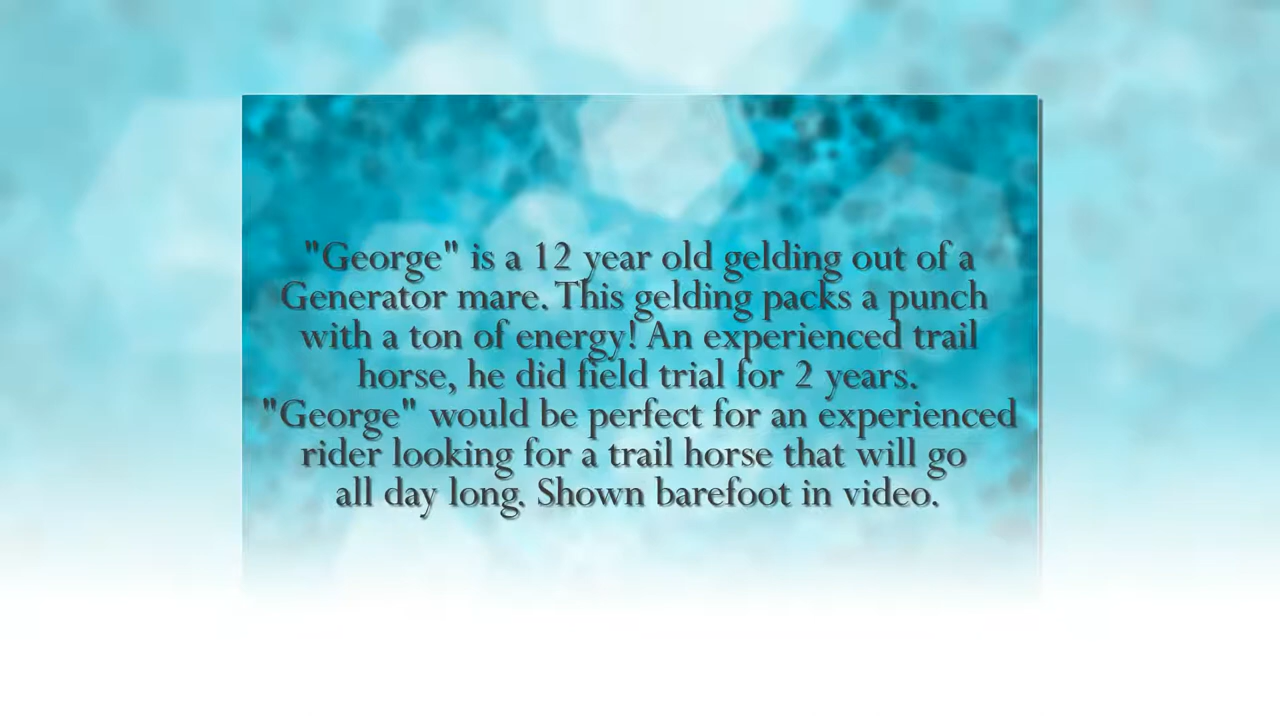 "George" is a 12 year old gelding out of a
Generator mare. This gelding packs a punch
with a ton of energy! An experienced trail
horse, he did field trial for 2 years.
"George" would be perfect for an experienced
rider looking for a trail horse that will go
all day long. Shown barefoot in video.